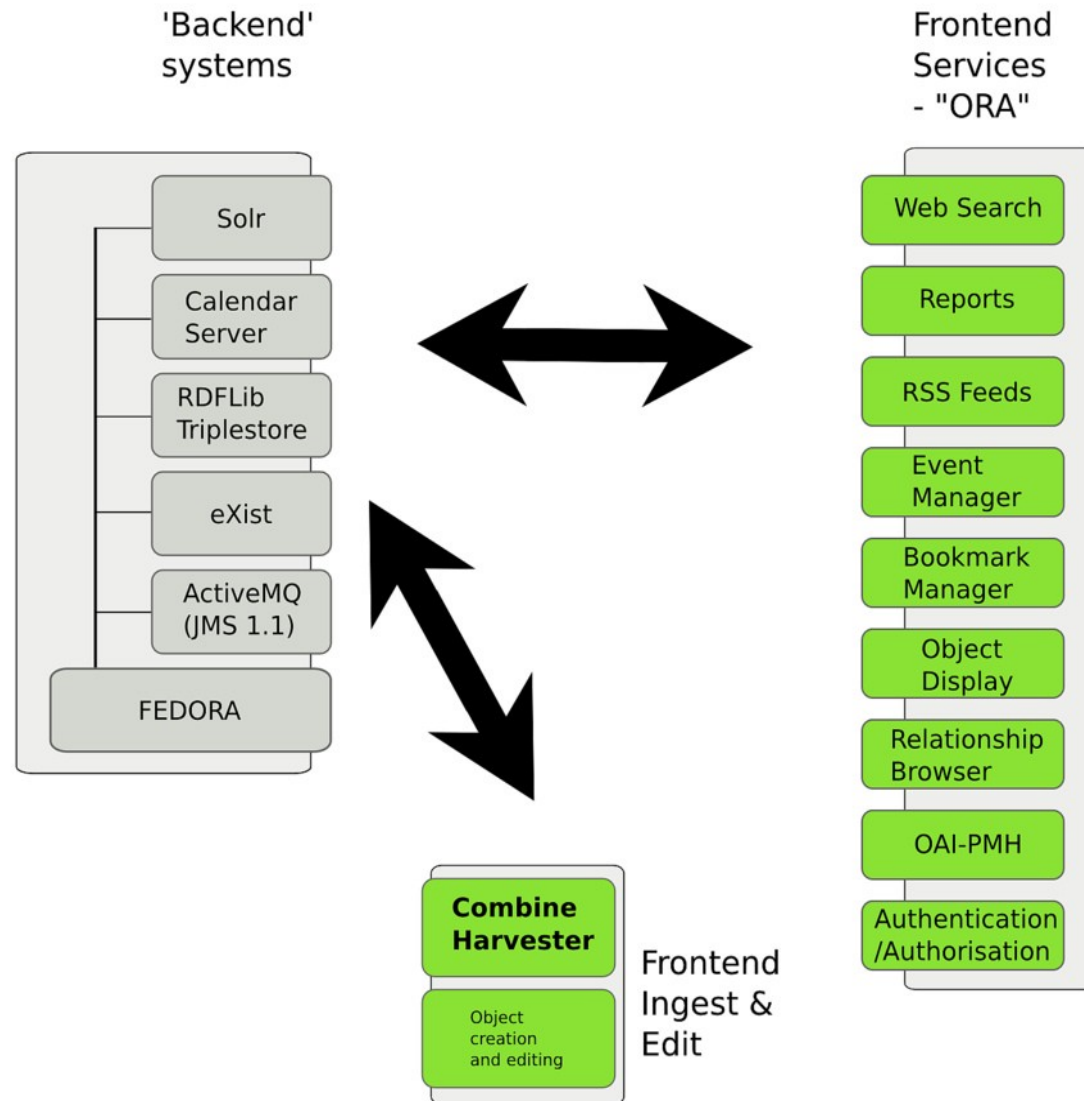 'Backend'
systems
Frontend
Services
- "ORA"
Solr
Calendar
Server
RDFLib
Triplestore
eXist
ActiveMQ
(JMS 1.1)
FEDORA
Web Search
Reports
RSS Feeds
Event
Manager
Bookmark
Manager
Object
Display
Relationship
Browser
OAI-PMH
Authentication
/Authorisation
Combine
Harvester
Object
creation
and editing
Frontend
Ingest &
Edit